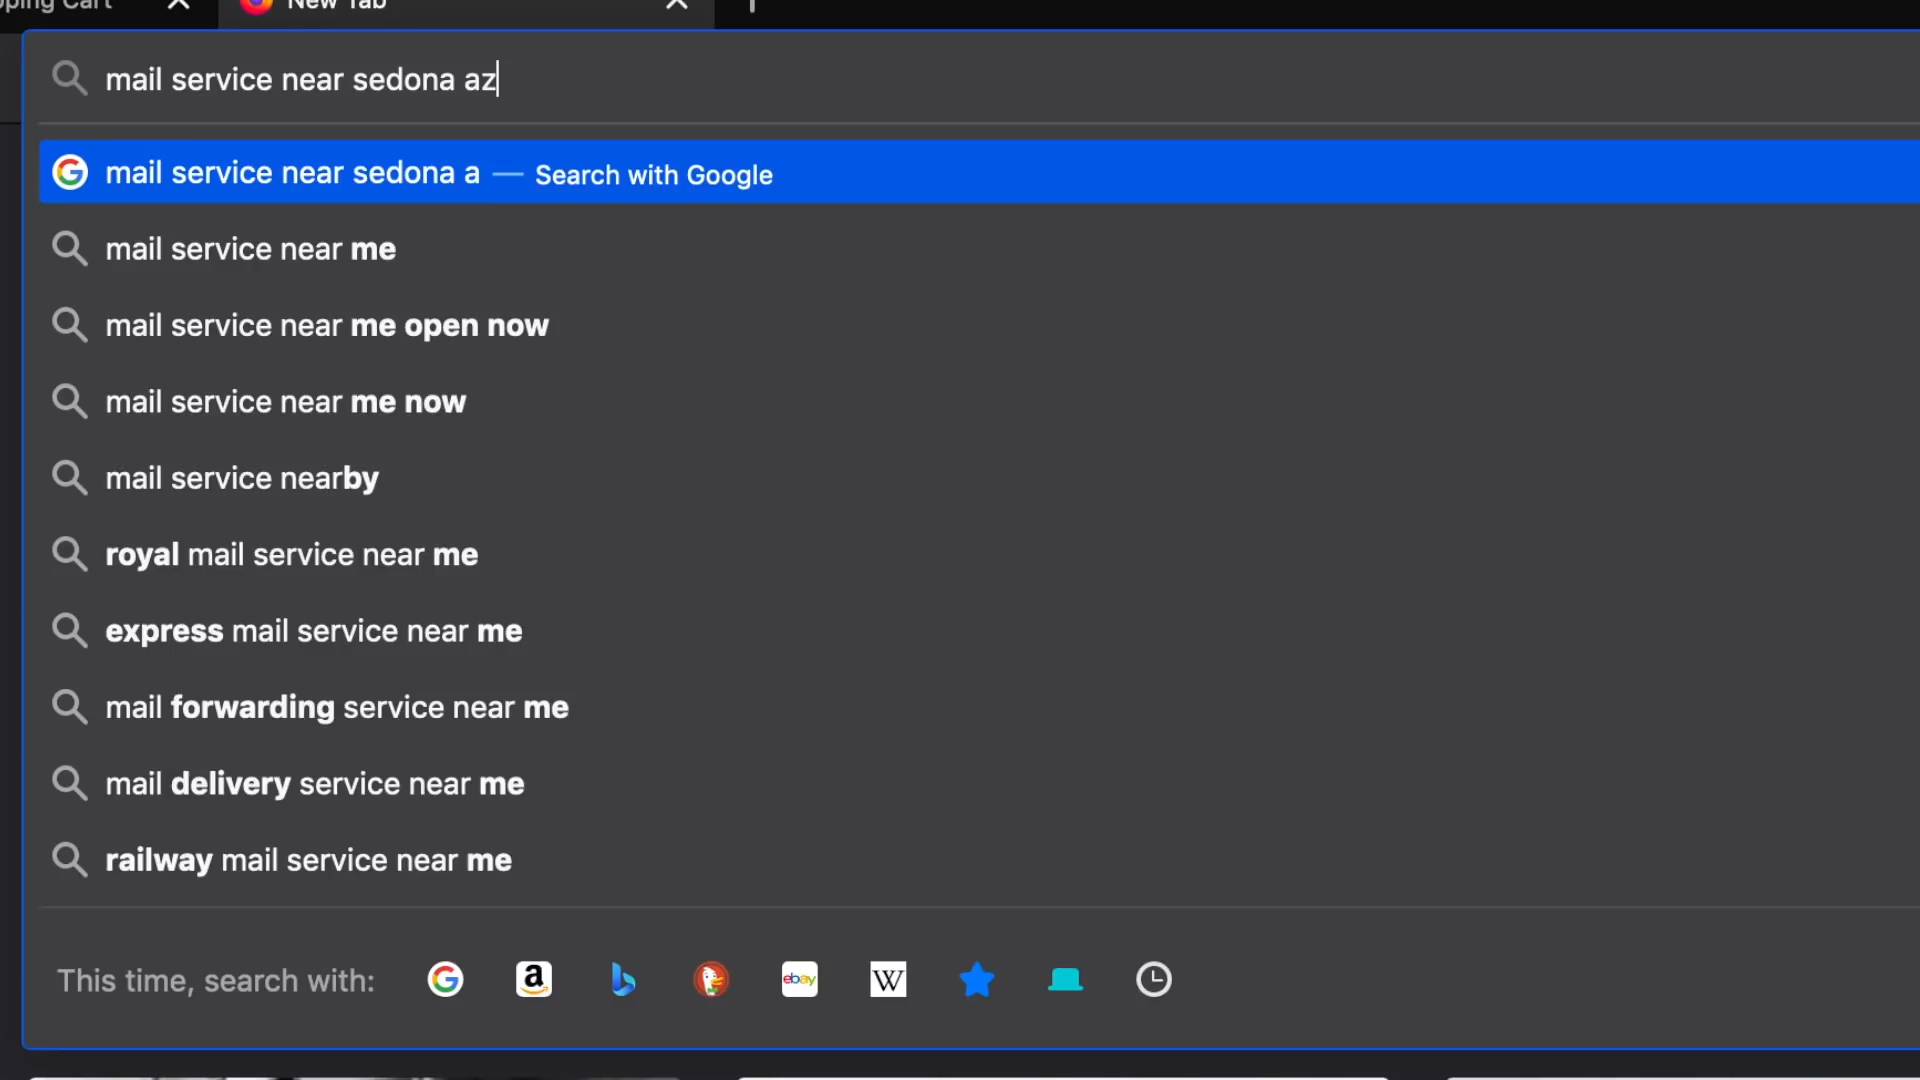 pping Cart
New Tab
mail service near sedona az
mail service near sedona a — Search with Google
mail service near me
mail service near me open now
mail service near me now
mail service nearby
royal mail service near me
express mail service near me
mail forwarding service near me
mail delivery service near me
railway mail service near me
This time, search with:
a
ebay
W